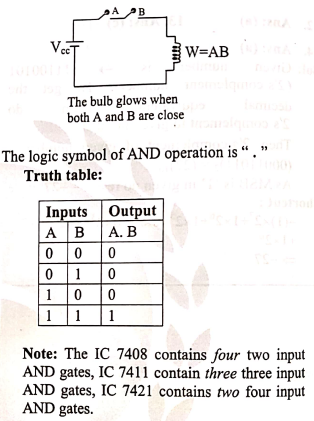 A B
Vcc
W=AB
The bulb glows when
both A and B are close
The logic symbol of AND operation is “ . ”
Truth table:
Inputs Output
A B A. B
0 0 0
0 1 0
1 0 0
1 1 1
Note: The IC 7408 contains four two input
AND gates, IC 7411 contain three three input
AND gates, IC 7421 contains two four input
AND gates.